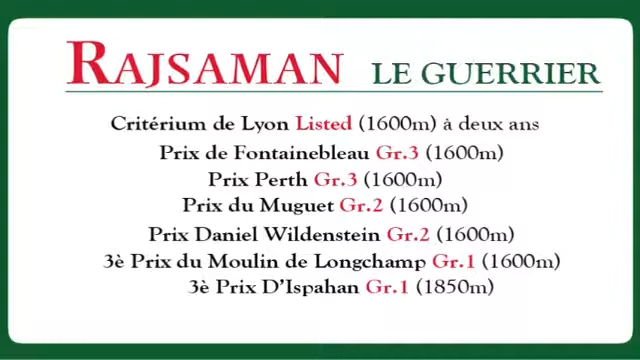 RAJSAMAN LE GUERRIER
Critérium de Lyon Listed (1600m) à deux ans
Prix de Fontainebleau Gr.3 (1600m)
Prix Perth Gr.3 (1600m)
Prix du Muguet Gr.2 (1600m)
Prix Daniel Wildenstein Gr.2 (1600m)
3è Prix du Moulin de Longchamp Gr.1 (1600m)
3è Prix D'Ispahan Gr.1 (1850m)